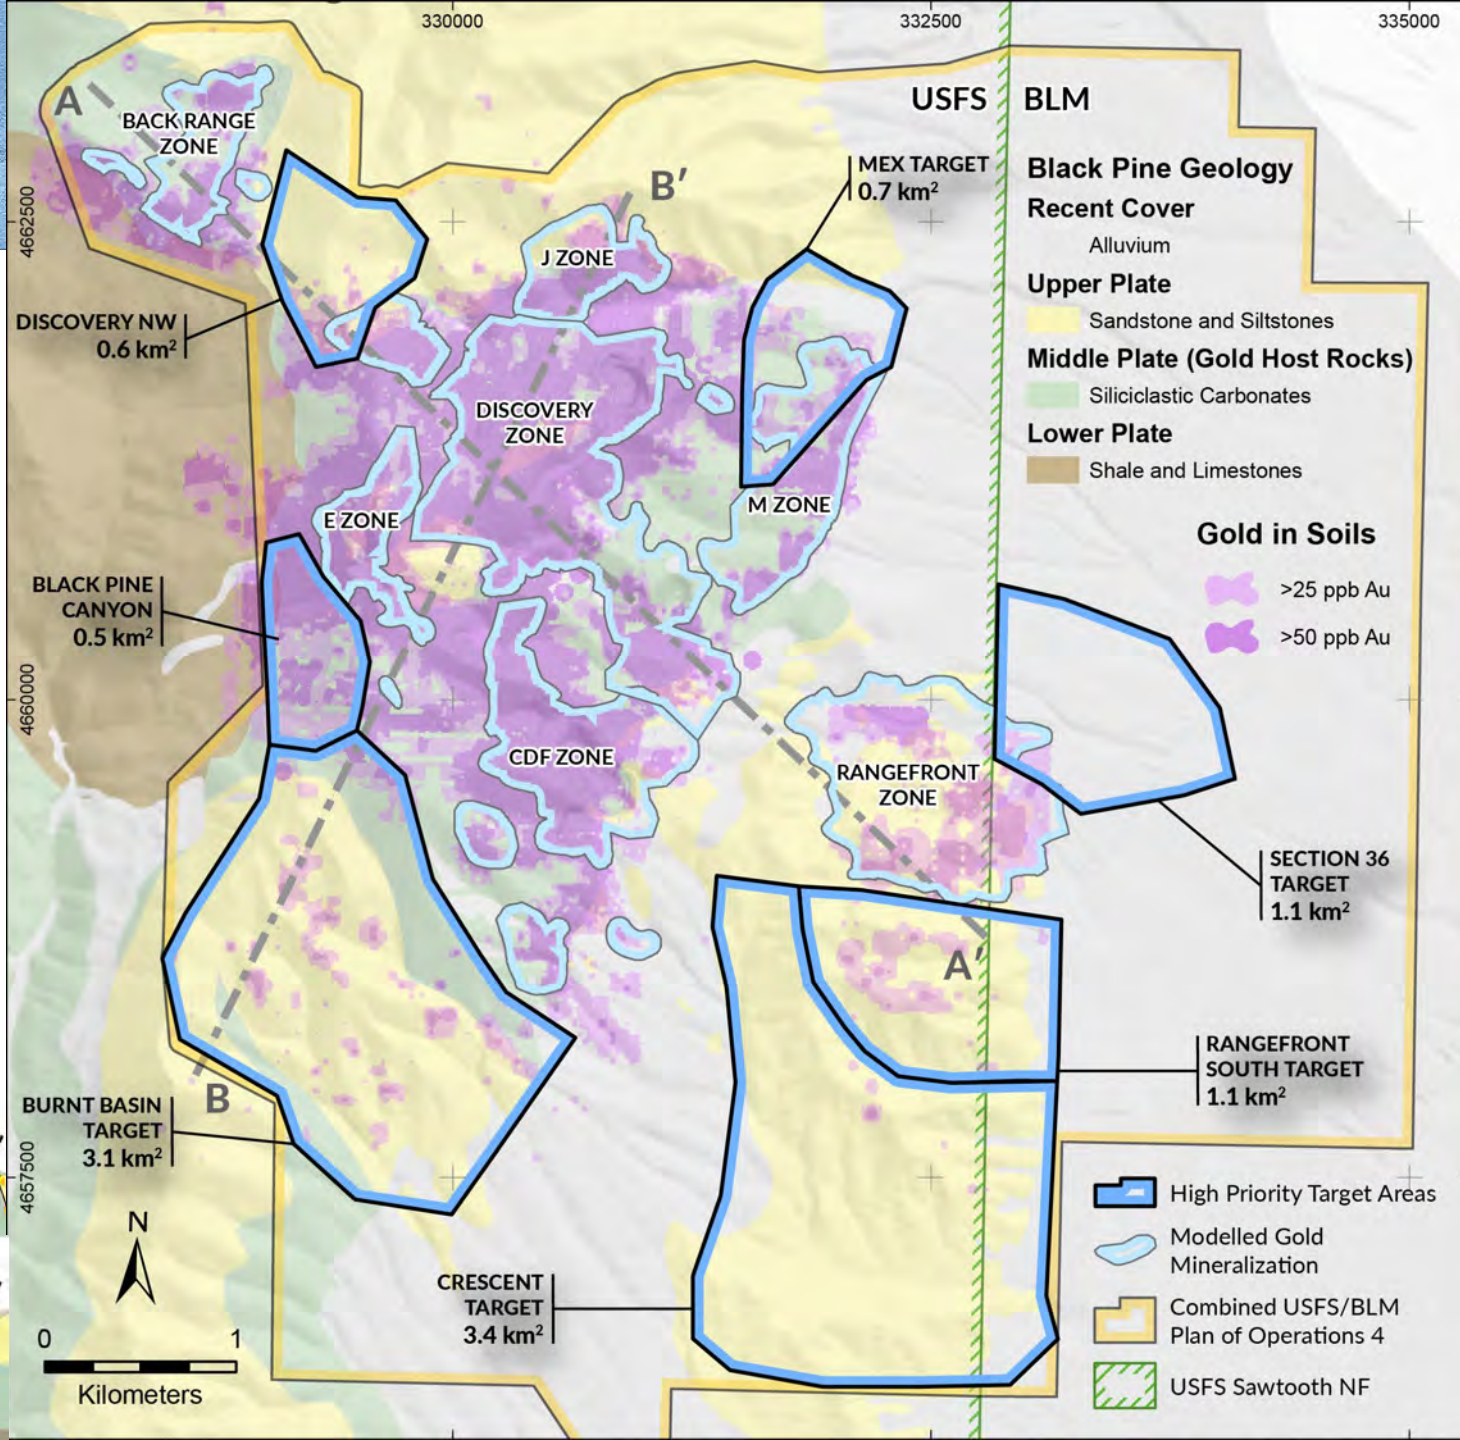 330000
332500
335000
4662500
4660000
4657500
A
BACK RANGE
ZONE
B′
USFS
BLM
MEX TARGET
0.7 km²
J ZONE
DISCOVERY NW
0.6 km²
DISCOVERY
ZONE
E ZONE
M ZONE
BLACK PINE
CANYON
0.5 km²
CDF ZONE
RANGEFRONT
ZONE
A′
B
BURNT BASIN
TARGET
3.1 km²
CRESCENT
TARGET
3.4 km²
SECTION 36
TARGET
1.1 km²
RANGEFRONT
SOUTH TARGET
1.1 km²
Black Pine Geology
Recent Cover
Alluvium
Upper Plate
Sandstone and Siltstones
Middle Plate (Gold Host Rocks)
Siliciclastic Carbonates
Lower Plate
Shale and Limestones
Gold in Soils
>25 ppb Au
>50 ppb Au
High Priority Target Areas
Modelled Gold
Mineralization
Combined USFS/BLM
Plan of Operations 4
USFS Sawtooth NF
N
0 1
Kilometers